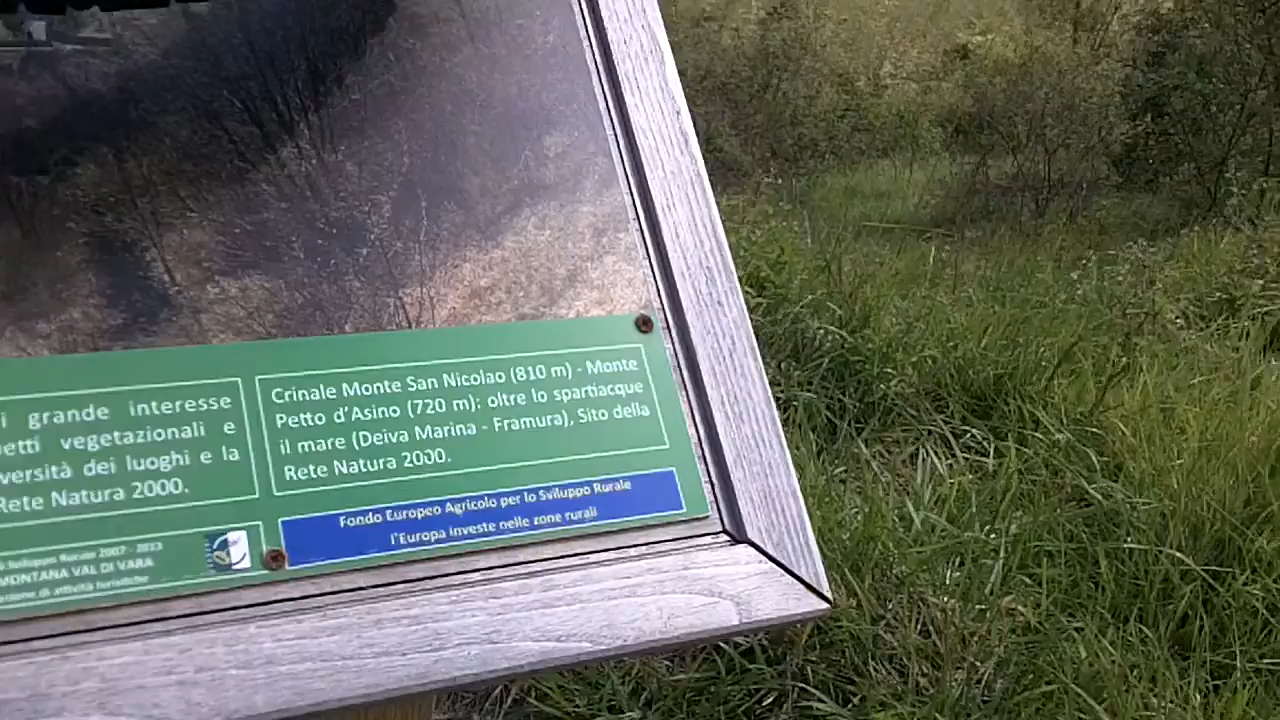 i grande interesse
etti vegetazionali e
versità dei luoghi e la
Rete Natura 2000.
Crinale Monte San Nicolao (810 m) - Monte
Petto d'Asino (720 m); oltre lo spartiacque
il mare (Deiva Marina - Framura), Sito della
Rete Natura 2000.
Sviluppo Rurale 2007 - 2013
MONTANA VAL DI VARA
di attività turistiche
Fondo Europeo Agricolo per lo Sviluppo Rurale
l'Europa investe nelle zone rurali